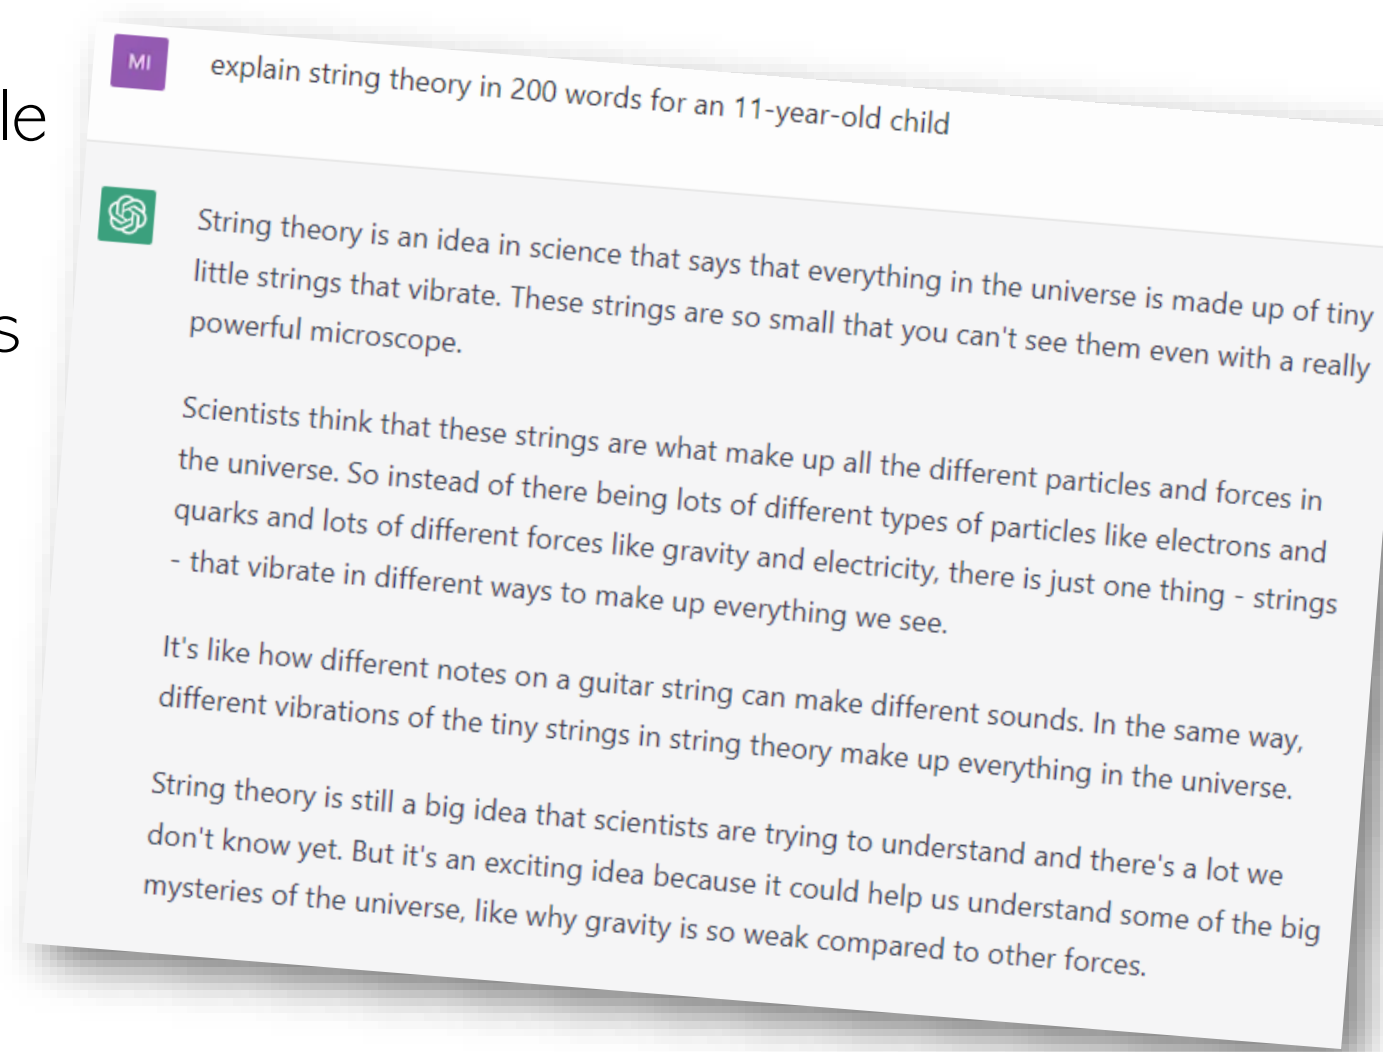 le
s
MI
explain string theory in 200 words for an 11-year-old child
String theory is an idea in science that says that everything in the universe is made up of tiny
little strings that vibrate. These strings are so small that you can't see them even with a really
powerful microscope.
Scientists think that these strings are what make up all the different particles and forces in
the universe. So instead of there being lots of different types of particles like electrons and
quarks and lots of different forces like gravity and electricity, there is just one thing - strings
- that vibrate in different ways to make up everything we see.
It's like how different notes on a guitar string can make different sounds. In the same way,
different vibrations of the tiny strings in string theory make up everything in the universe.
String theory is still a big idea that scientists are trying to understand and there's a lot we
don't know yet. But it's an exciting idea because it could help us understand some of the big
mysteries of the universe, like why gravity is so weak compared to other forces.